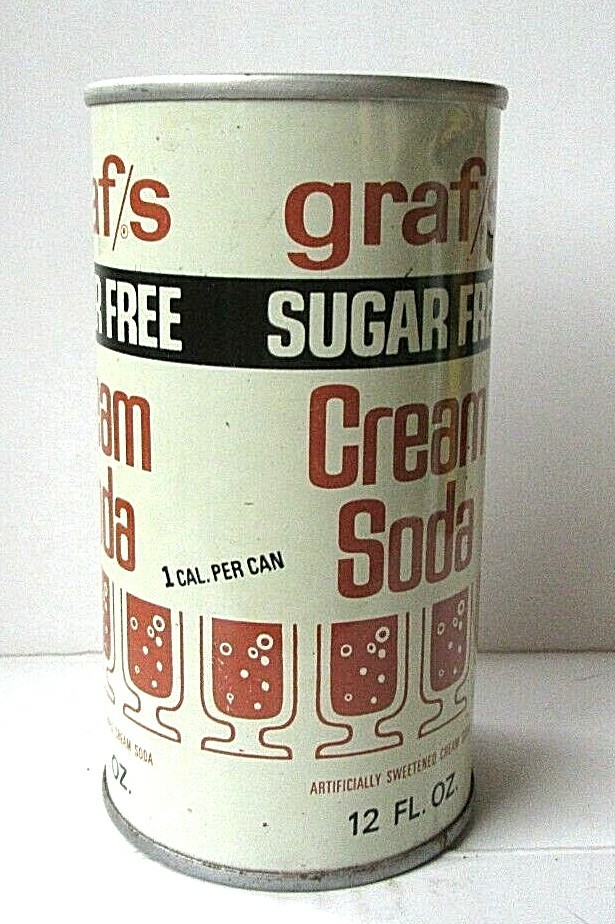 af/s®
graf/s
R FREE
SUGAR FRE
am
Cream
da
Soda
1 CAL. PER CAN
CREAM SODA
ARTIFICIALLY SWEETENED CREAM
OZ.
12 FL. OZ.